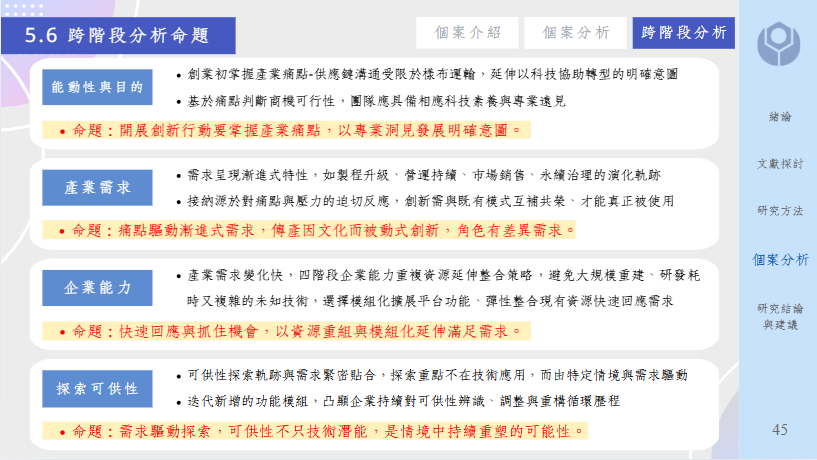 5.6 跨階段分析命題
個案介紹
個案分析
跨階段分析
能動性與目的
• 創業初掌握產業痛點-供應鏈溝通受限於樣布運輸，延伸以科技協助轉型的明確意圖
• 基於痛點判斷商機可行性，團隊應具備相應科技素養與專業遠見
• 命題：開展創新行動要掌握產業痛點，以專業洞見發展明確意圖。
產業需求
• 需求呈現漸進式特性，如製程升級、營運持續、市場銷售、永續治理的演化軌跡
• 接納源於對痛點與壓力的迫切反應，創新需與既有模式互補共榮、才能真正被使用
• 命題：痛點驅動漸進式需求，傳產因文化而被動式創新，角色有差異需求。
企業能力
• 產業需求變化快，四階段企業能力重複資源延伸整合策略，避免大規模重建、研發耗
時又複雜的未知技術，選擇模組化擴展平台功能、彈性整合現有資源快速回應需求
• 命題：快速回應與抓住機會，以資源重組與模組化延伸滿足需求。
探索可供性
• 可供性探索軌跡與需求緊密貼合，探索重點不在技術應用，而由特定情境與需求驅動
• 迭代新增的功能模組，凸顯企業持續對可供性辨識、調整與重構循環歷程
• 命題：需求驅動探索，可供性不只技術潛能，是情境中持續重塑的可能性。
緒論
文獻探討
研究方法
個案分析
研究結論
與建議
45